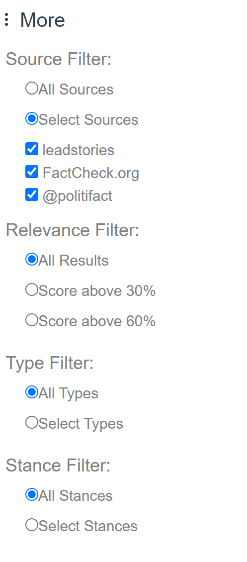 More
Source Filter:
All Sources
Select Sources
leadstories
FactCheck.org
@politifact
Relevance Filter:
All Results
Score above 30%
Score above 60%
Type Filter:
All Types
Select Types
Stance Filter:
All Stances
Select Stances